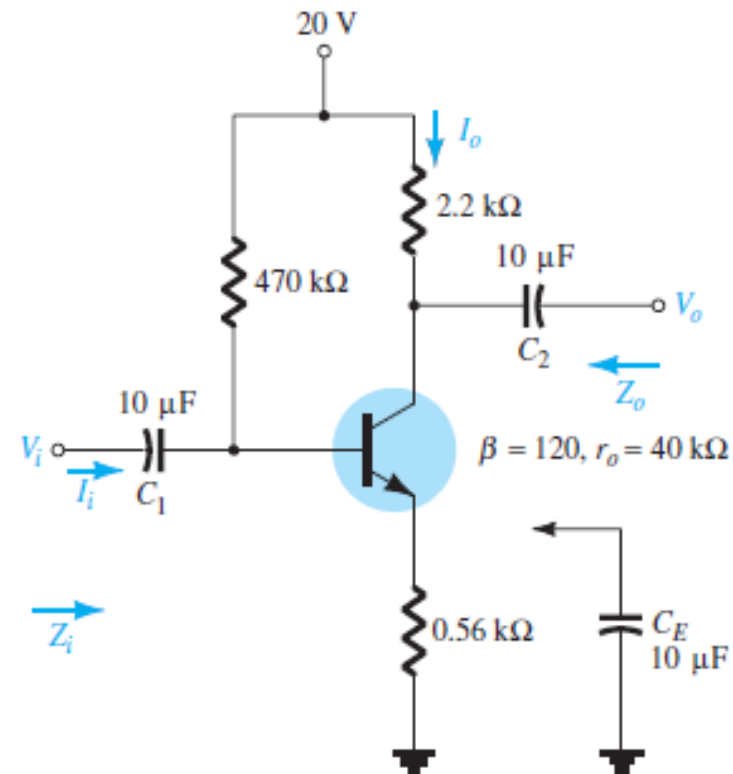 20 V
I_o
2.2 kΩ
10 μF
470 kΩ
V_o
C_2
Z_o
10 μF
V_i
β = 120, r_o = 40 kΩ
I_i
C_1
Z_i
0.56 kΩ
C_E
10 μF